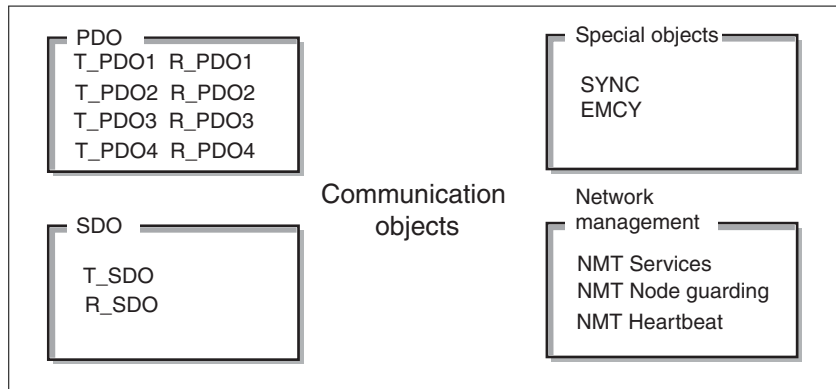 PDO
T_PDO1 R_PDO1
T_PDO2 R_PDO2
T_PDO3 R_PDO3
T_PDO4 R_PDO4
SDO
T_SDO
R_SDO
Communication
objects
Special objects
SYNC
EMCY
Network
management
NMT Services
NMT Node guarding
NMT Heartbeat